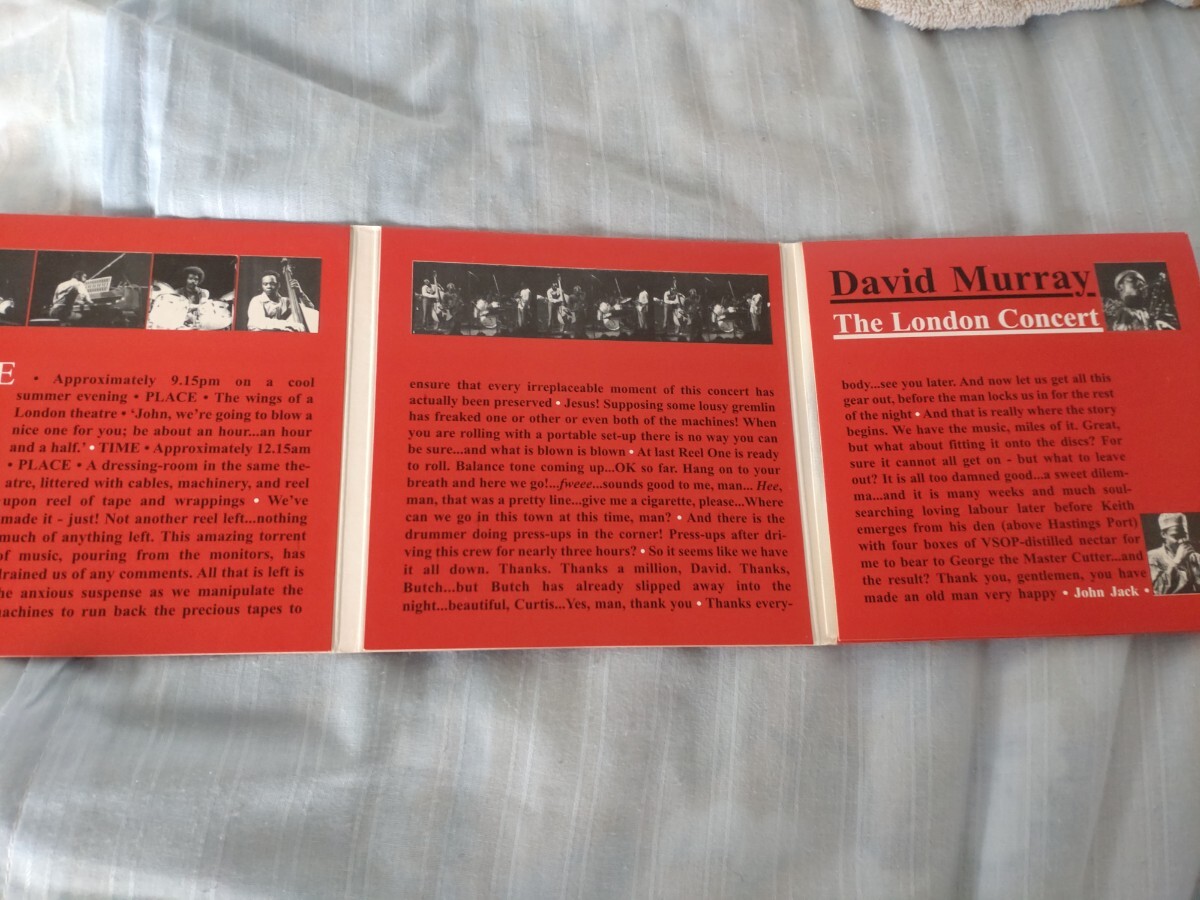 E • Approximately 9.15pm on a cool
summer evening • PLACE • The wings of a
London theatre • ‘John, we’re going to blow a
nice one for you; be about an hour...an hour
and a half.’ • TIME • Approximately 12.15am
• PLACE • A dressing-room in the same the-
atre, littered with cables, machinery, and reel
upon reel of tape and wrappings • We’ve
made it - just! Not another reel left...nothing
much of anything left. This amazing torrent
of music, pouring from the monitors, has
drained us of any comments. All that is left is
the anxious suspense as we manipulate the
machines to run back the precious tapes to
ensure that every irreplaceable moment of this concert has
actually been preserved • Jesus! Supposing some lousy gremlin
has freaked one or other or even both of the machines! When
you are rolling with a portable set-up there is no way you can
be sure...and what is blown is blown • At last Reel One is ready
to roll. Balance tone coming up...OK so far. Hang on to your
breath and here we go!...fweee...sounds good to me, man... Hee,
man, that was a pretty line...give me a cigarette, please...Where
can we go in this town at this time, man? • And there is the
drummer doing press-ups in the corner! Press-ups after dri-
ving this crew for nearly three hours? • So it seems like we have
it all down. Thanks. Thanks a million, David. Thanks,
Butch...but Butch has already slipped away into the
night...beautiful, Curtis...Yes, man, thank you • Thanks every-
David Murray
The London Concert
body...see you later. And now let us get all this
gear out, before the man locks us in for the rest
of the night • And that is really where the story
begins. We have the music, miles of it. Great,
but what about fitting it onto the discs? For
sure it cannot all get on - but what to leave
out? It is all too damned good...a sweet dilem-
ma...and it is many weeks and much soul-
searching loving labour later before Keith
emerges from his den (above Hastings Port)
with four boxes of VSOP-distilled nectar for
me to bear to George the Master Cutter...and
the result? Thank you, gentlemen, you have
made an old man very happy • John Jack •